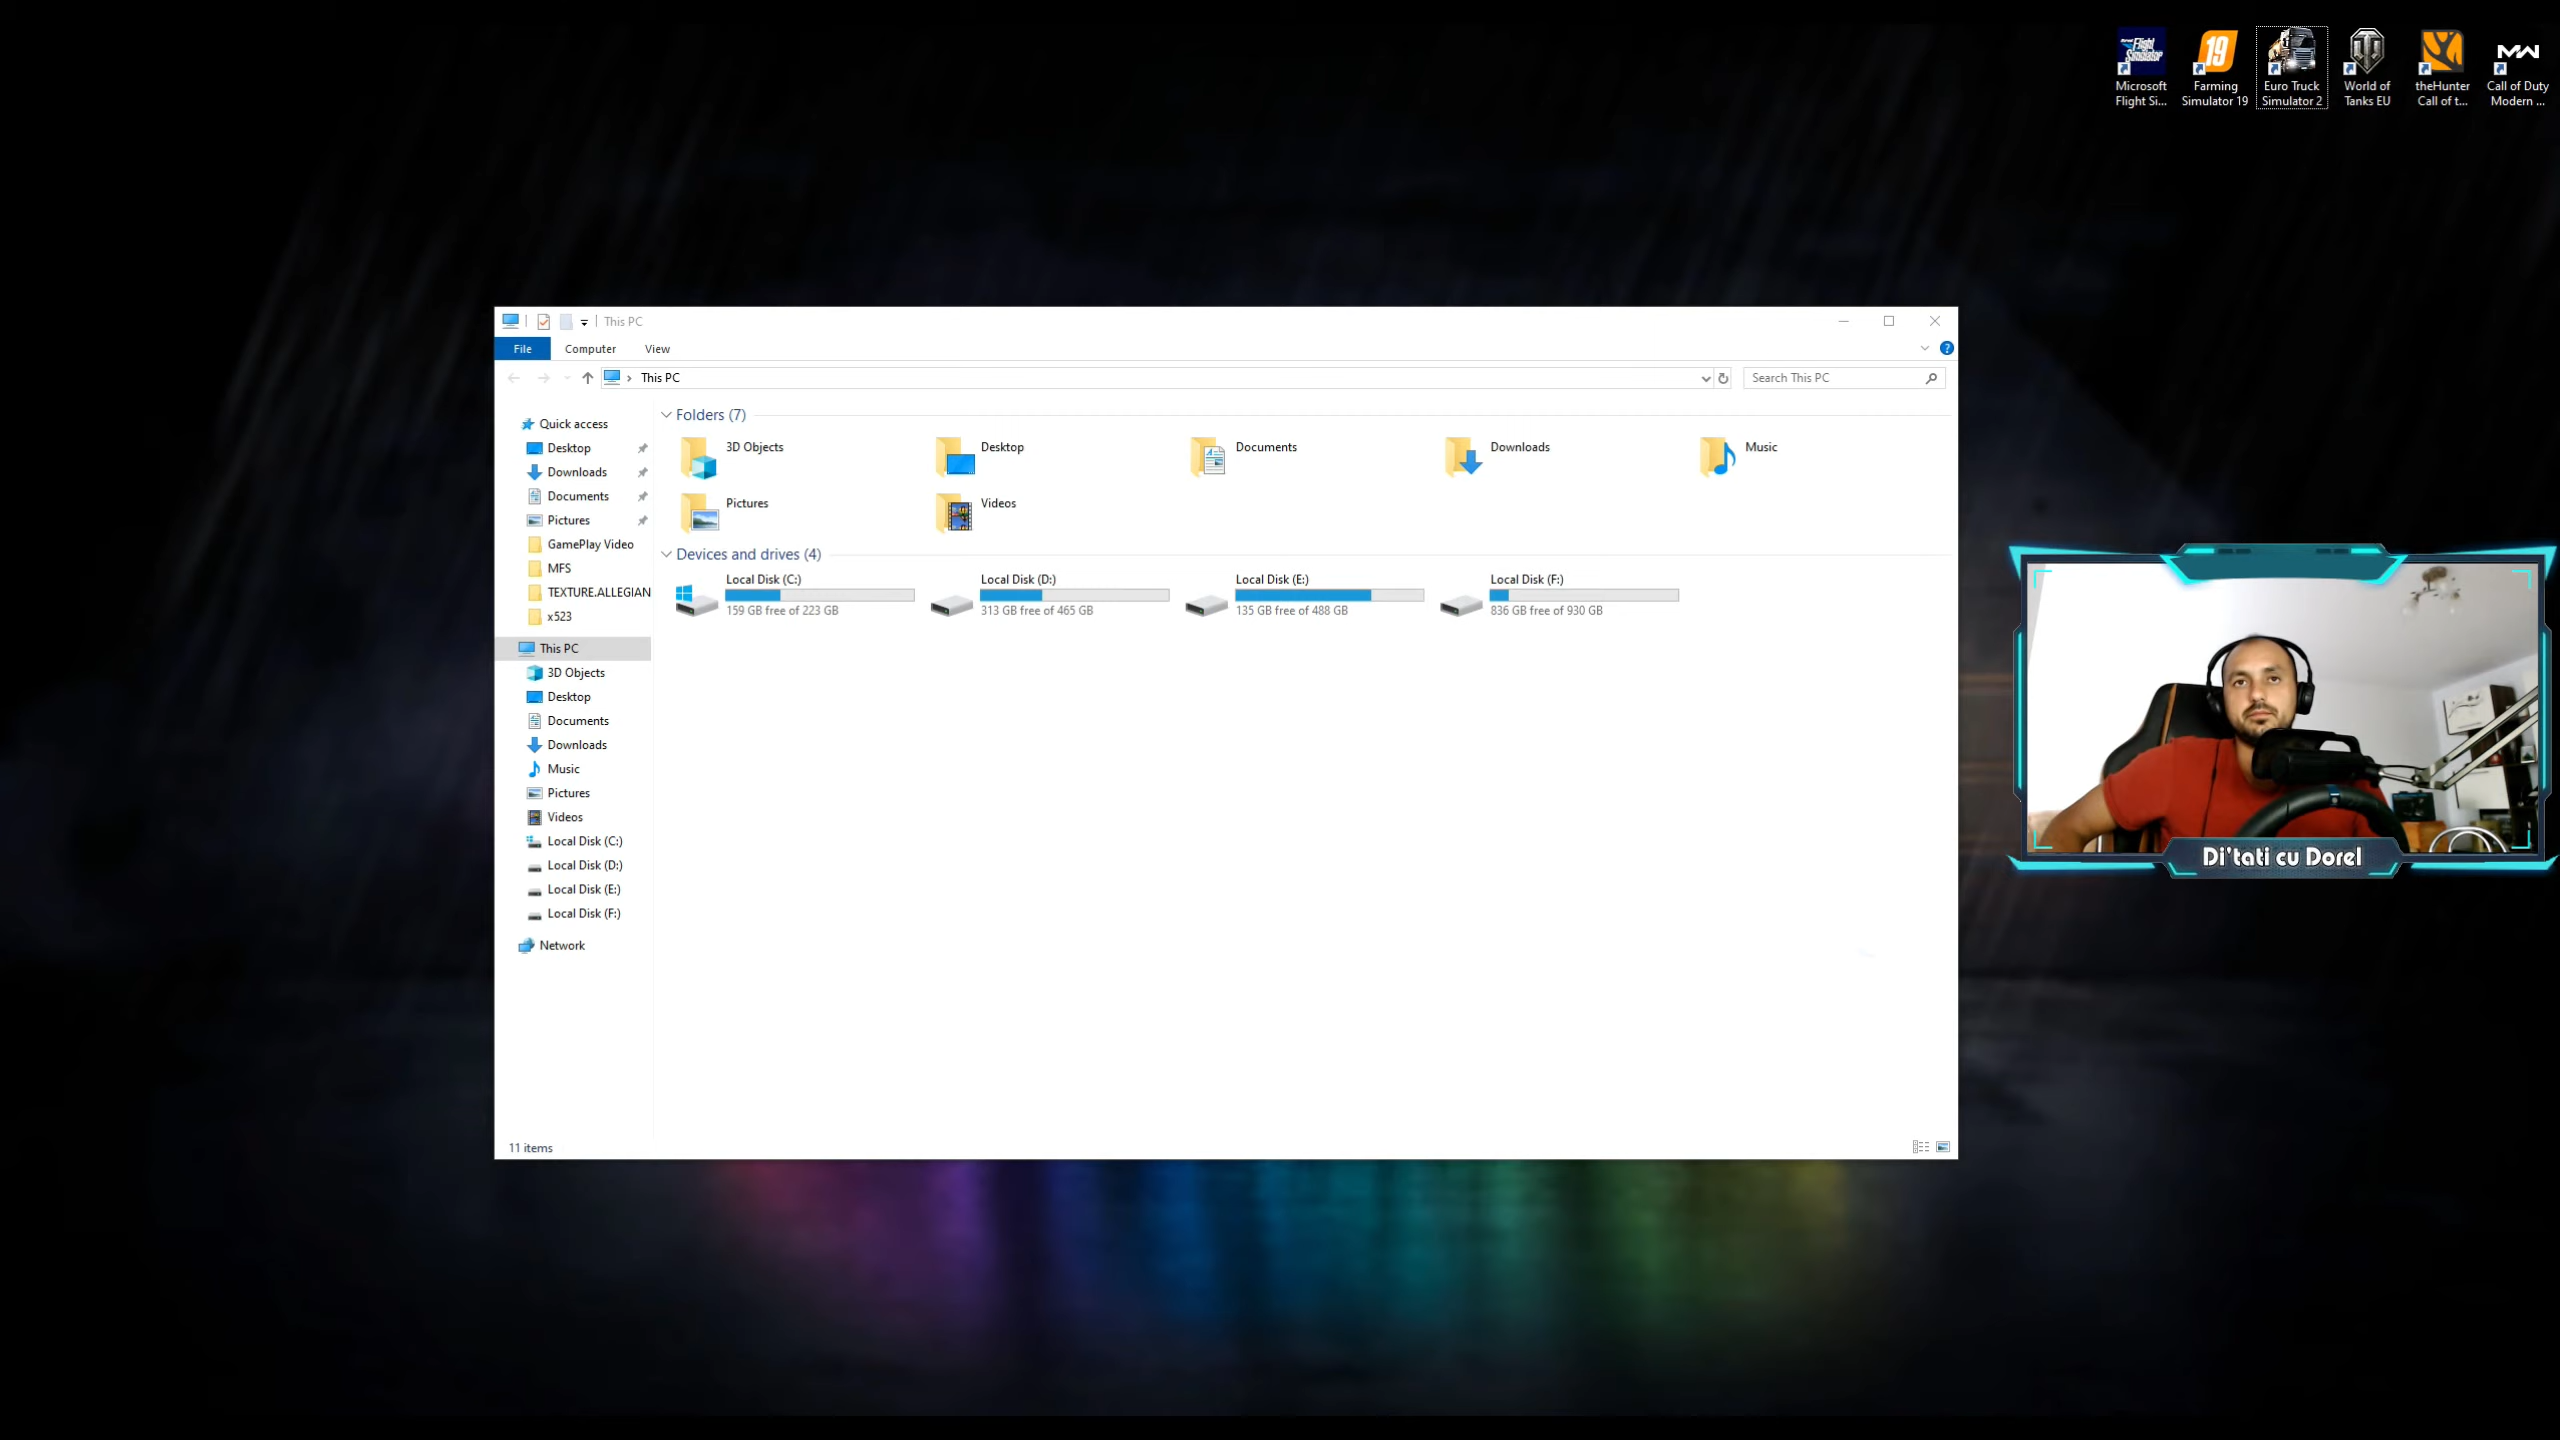 Microsoft Flight Si...
Farming Simulator 19
Euro Truck Simulator 2
World of Tanks EU
theHunter Call of t...
Call of Duty Modern ...
This PC
File
Computer
View
This PC
Search This PC
Quick access
Desktop
Downloads
Documents
Pictures
GamePlay Video
MFS
TEXTURE.ALLEGIAN
x523
This PC
3D Objects
Desktop
Documents
Downloads
Music
Pictures
Videos
Local Disk (C:)
Local Disk (D:)
Local Disk (E:)
Local Disk (F:)
Network
Folders (7)
3D Objects
Desktop
Documents
Downloads
Music
Pictures
Videos
Devices and drives (4)
Local Disk (C:)
159 GB free of 223 GB
Local Disk (D:)
313 GB free of 465 GB
Local Disk (E:)
135 GB free of 488 GB
Local Disk (F:)
836 GB free of 930 GB
11 items
Di'tati cu Dorel